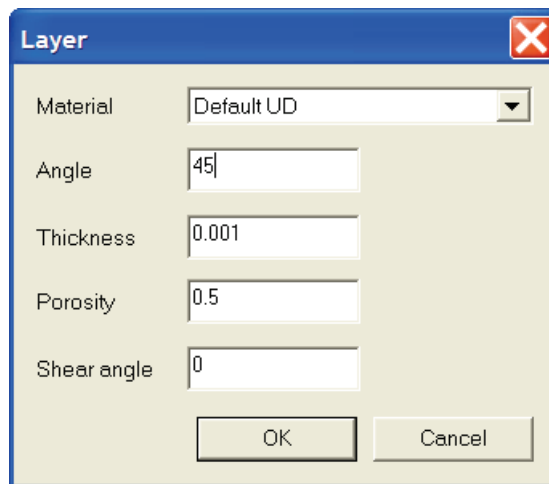 Layer
Material Default UD
Angle 45
Thickness 0.001
Porosity 0.5
Shear angle 0
OK Cancel